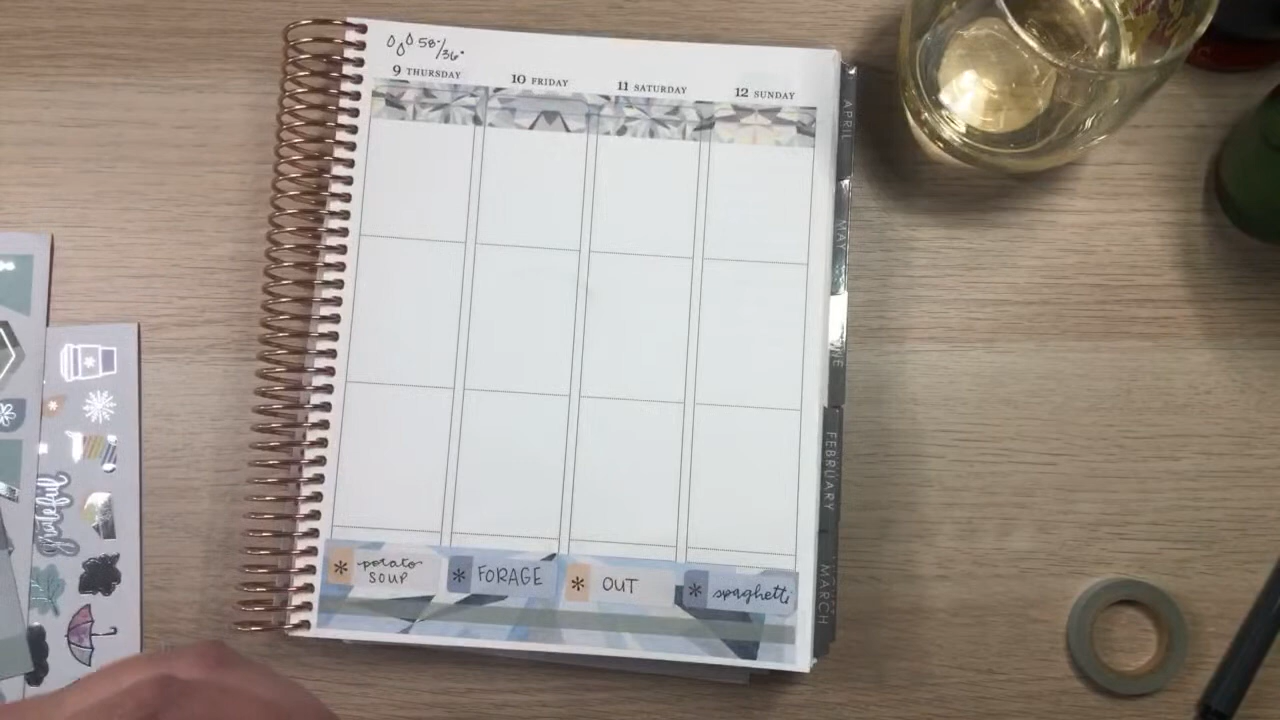 58°/36°
9 THURSDAY
10 FRIDAY
11 SATURDAY
12 SUNDAY
potato
SOUP
FORAGE
OUT
spaghetti
APRIL
MAY
FEBRUARY
MARCH
grateful